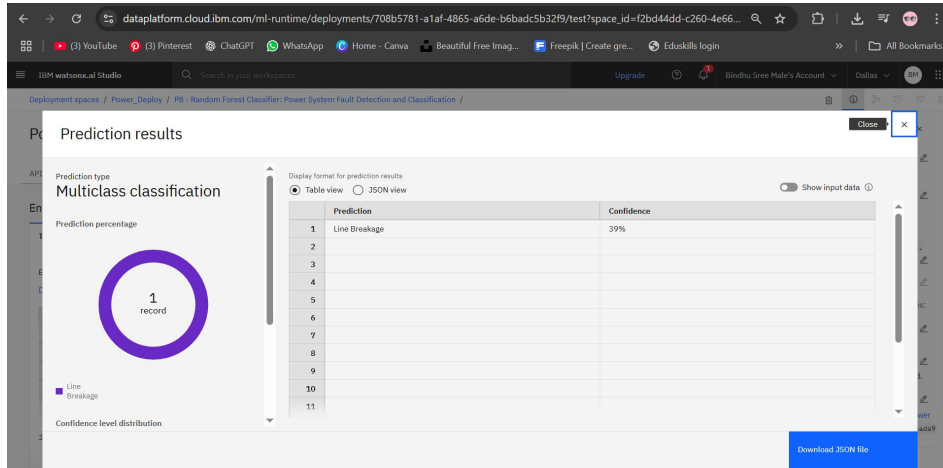 dataplatform.cloud.ibm.com/ml-runtime/deployments/708b5781-a1af-4865-a6de-b6badc5b32f9/test?space_id=f2bd44dd-c260-4e66...
(3) YouTube (3) Pinterest ChatGPT WhatsApp Home - Canva Beautiful Free Imag... Freepik | Create gre... Eduskills login » All Bookmarks
IBM watsonx.ai Studio Search in your workspaces Upgrade 1 Bindhu Sree Male's Account Dallas BM
Deployment spaces / Power_Deploy / P8 - Random Forest Classifier: Power System Fault Detection and Classification /
Close
Prediction results
Prediction type
Multiclass classification
Prediction percentage
1
record
Line
Breakage
Confidence level distribution
Display format for prediction results
Table view JSON view
Show input data
Prediction Confidence
1 Line Breakage 39%
2
3
4
5
6
7
8
9
10
11
Download JSON file